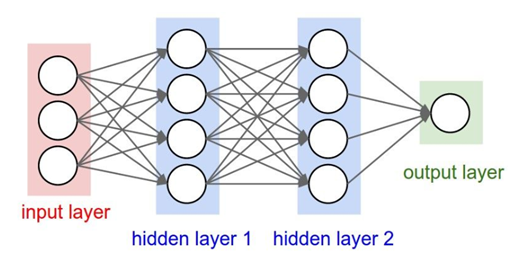 input layer
hidden layer 1
hidden layer 2
output layer